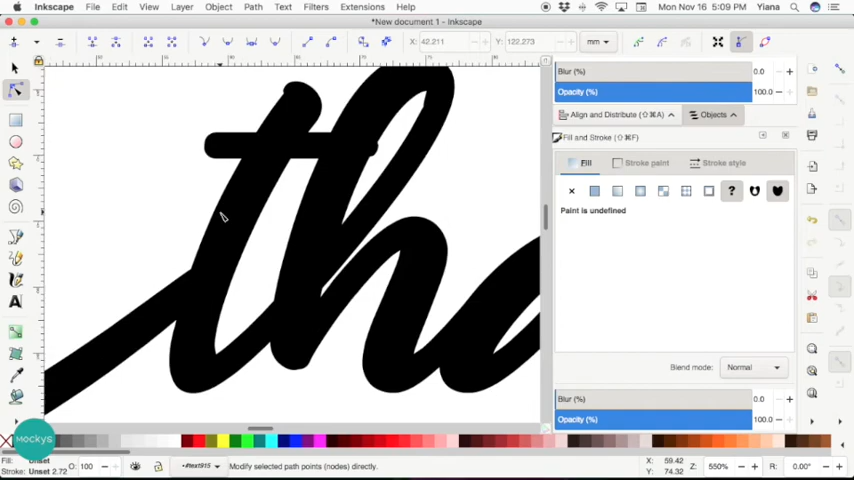 Inkscape File Edit View Layer Object Path Text Filters Extensions Help Mon Nov 16 5:09 PM Yiana
*New document 1 - Inkscape
X: 42.211 Y: 122.273 mm
Blur (%) 0.0
Opacity (%) 100.0
Align and Distribute (⇧⌘A) Objects
Fill and Stroke (⇧⌘F)
Fill Stroke paint Stroke style
?
Paint is undefined
tha
Blend mode: Normal
Blur (%) 0.0
Opacity (%) 100.0
MOCKYS
Fill: Unset
Stroke: Unset 2.72
O: 100
#text915
Modify selected path points (nodes) directly.
X: 59.42
Y: 74.32
Z: 550%
R: 0.00°